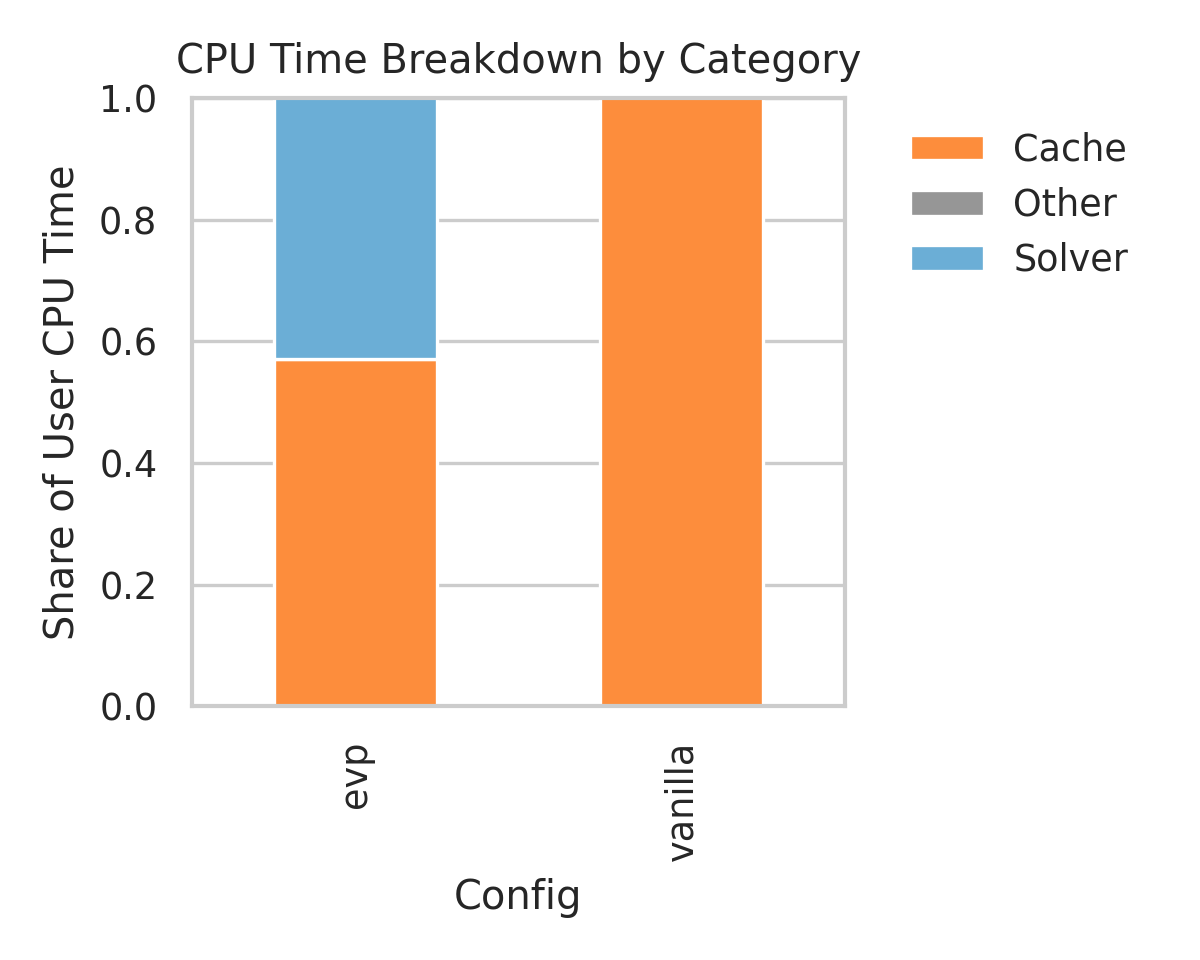 CPU Time Breakdown by Category
Share of User CPU Time
1.0
0.8
0.6
0.4
0.2
0.0
evp
vanilla
Config
Cache
Other
Solver